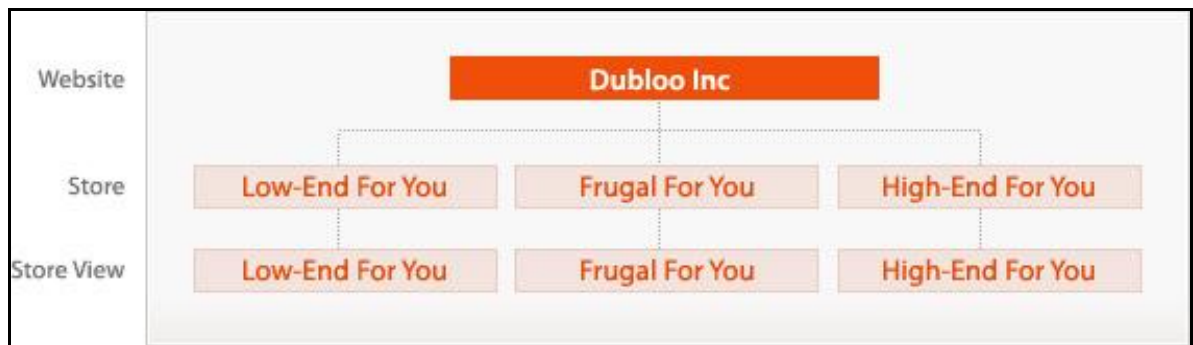 Website
Dubloo Inc
Store
Low-End For You
Frugal For You
High-End For You
Store View
Low-End For You
Frugal For You
High-End For You